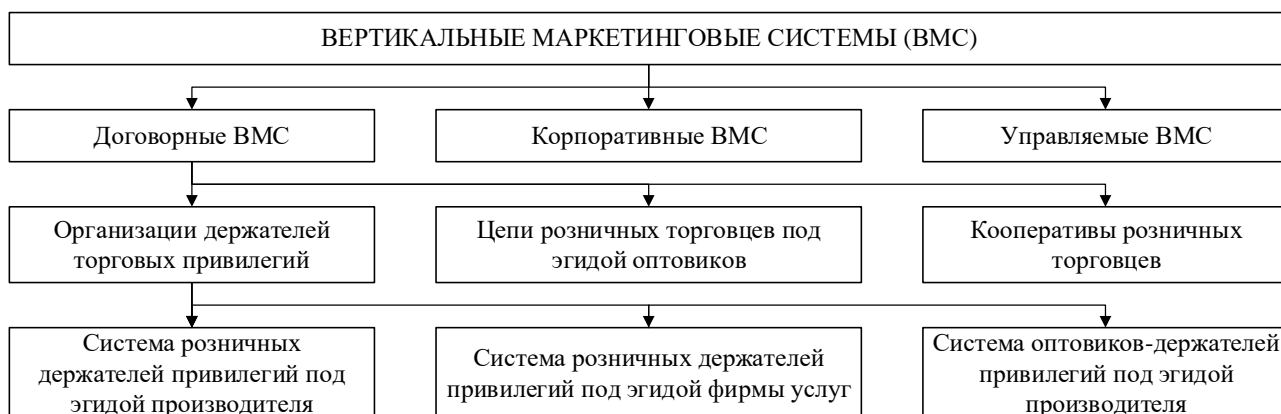 ВЕРТИКАЛЬНЫЕ МАРКЕТИНГОВЫЕ СИСТЕМЫ (ВМС)
Договорные ВМС
Корпоративные ВМС
Управляемые ВМС
Организации держателей
торговых привилегий
Цепи розничных торговцев под
эгидой оптовиков
Кооперативы розничных
торговцев
Система розничных
держателей привилегий под
эгидой производителя
Система розничных держателей
привилегий под эгидой фирмы услуг
Система оптовиков-держателей
привилегий под эгидой
производителя